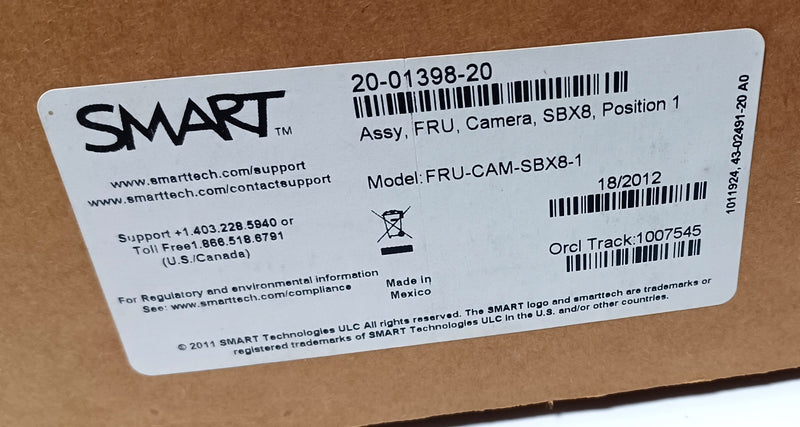 SMART TM
www.smarttech.com/support
www.smarttech.com/contactsupport
Support +1.403.228.5940 or
Toll Free1.866.518.6791
(U.S./Canada)
For Regulatory and environmental information
See: www.smarttech.com/compliance
20-01398-20
Assy, FRU, Camera, SBX8, Position 1
Model:FRU-CAM-SBX8-1
18/2012
Orcl Track:1007545
Made in
Mexico
© 2011 SMART Technologies ULC All rights reserved. The SMART logo and smarttech are trademarks or
registered trademarks of SMART Technologies ULC in the U.S. and/or other countries.
1011924, 43-02491-20 A0